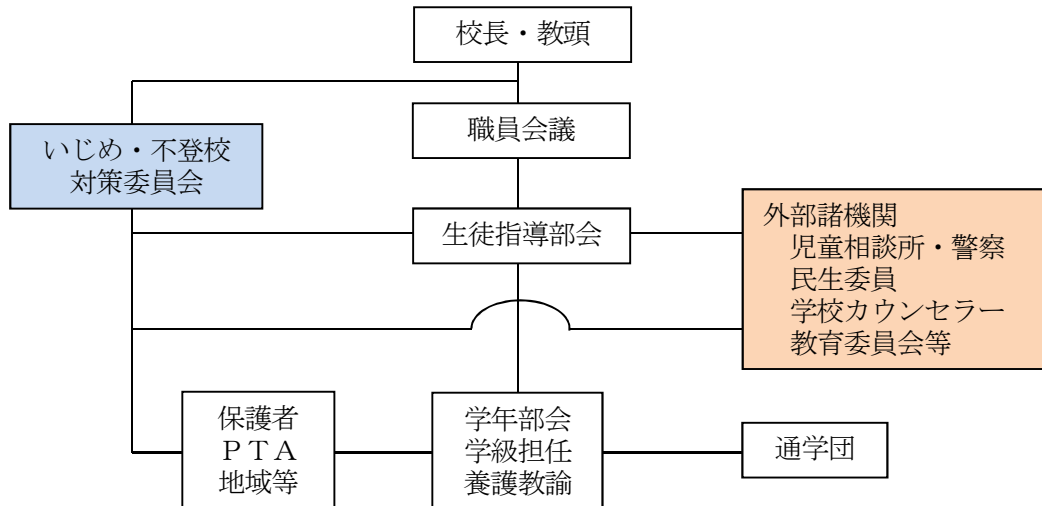 校長・教頭
職員会議
いじめ・不登校
対策委員会
生徒指導部会
外部諸機関
児童相談所・警察
民生委員
学校カウンセラー
教育委員会等
保護者
ＰＴＡ
地域等
学年部会
学級担任
養護教諭
通学団